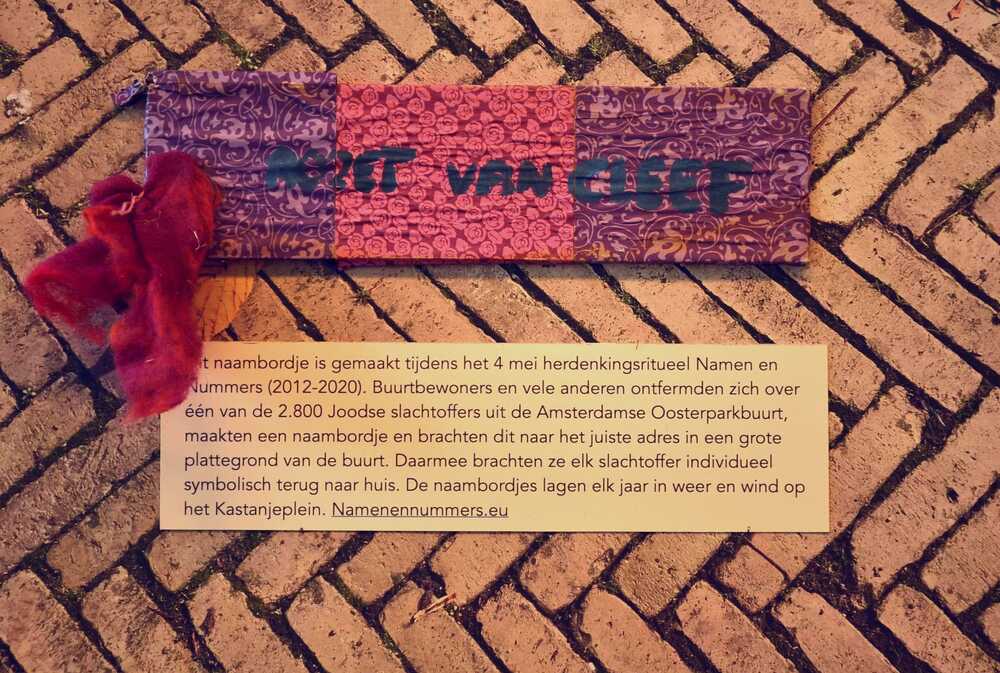 ROZET VAN CLEEF
Dit naambordje is gemaakt tijdens het 4 mei herdenkingsritueel Namen en
Nummers (2012-2020). Buurtbewoners en vele anderen ontfermden zich over
één van de 2.800 Joodse slachtoffers uit de Amsterdamse Oosterparkbuurt,
maakten een naambordje en brachten dit naar het juiste adres in een grote
plattegrond van de buurt. Daarmee brachten ze elk slachtoffer individueel
symbolisch terug naar huis. De naambordjes lagen elk jaar in weer en wind op
het Kastanjeplein. Namenennummers.eu